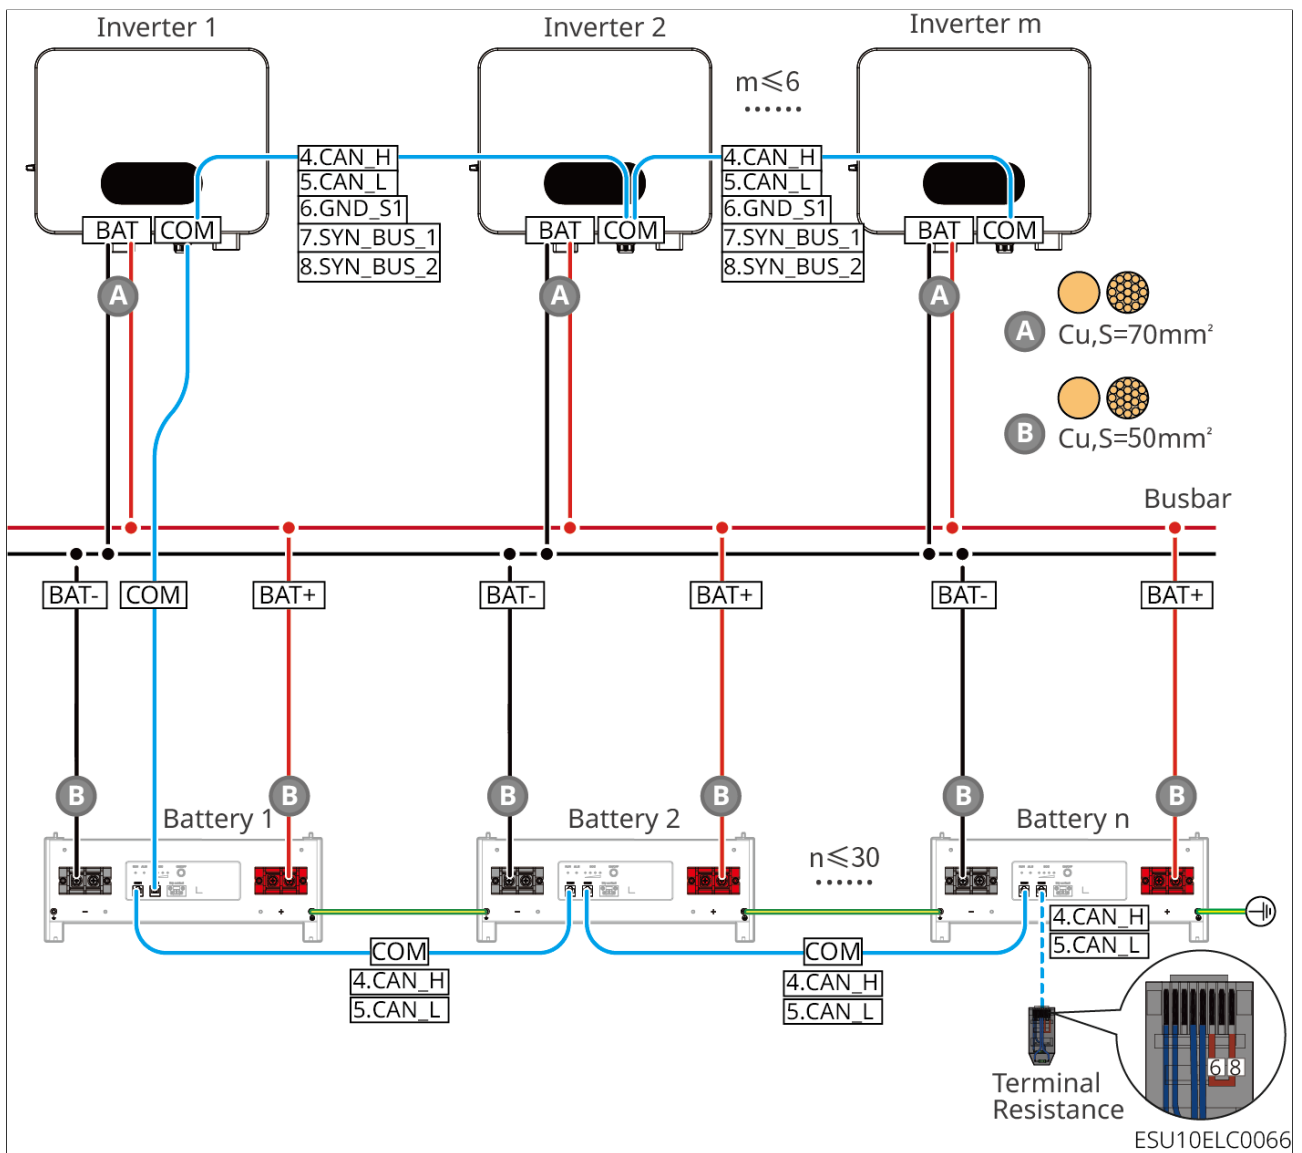 Inverter 1
Inverter 2
Inverter m
m≤6
......
4.CAN_H
5.CAN_L
6.GND_S1
7.SYN_BUS_1
8.SYN_BUS_2
4.CAN_H
5.CAN_L
6.GND_S1
7.SYN_BUS_1
8.SYN_BUS_2
BAT COM
BAT COM
BAT COM
A
A
A
A Cu,S=70mm²
B Cu,S=50mm²
Busbar
BAT- COM BAT+
BAT- BAT+
BAT- BAT+
B B
B B
B B
Battery 1
Battery 2
Battery n
n≤30
......
- +
- +
- +
COM
4.CAN_H
5.CAN_L
COM
4.CAN_H
5.CAN_L
4.CAN_H
5.CAN_L
6 8
Terminal
Resistance
ESU10ELC0066